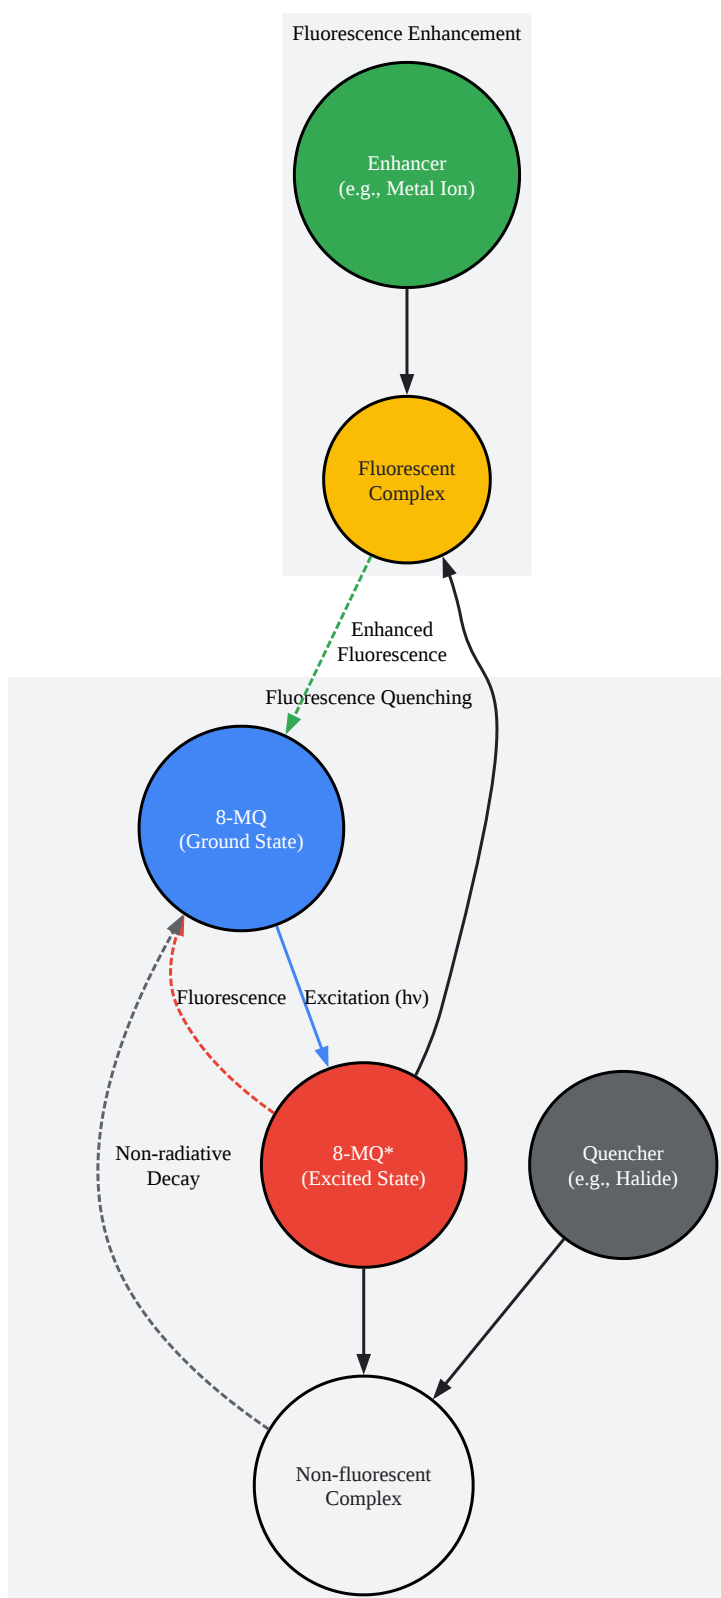 Fluorescence Enhancement
Enhancer
(e.g., Metal Ion)
Fluorescent
Complex
Enhanced
Fluorescence
Fluorescence Quenching
8-MQ
(Ground State)
Fluorescence
Excitation (hν)
Non-radiative
Decay
8-MQ*
(Excited State)
Quencher
(e.g., Halide)
Non-fluorescent
Complex